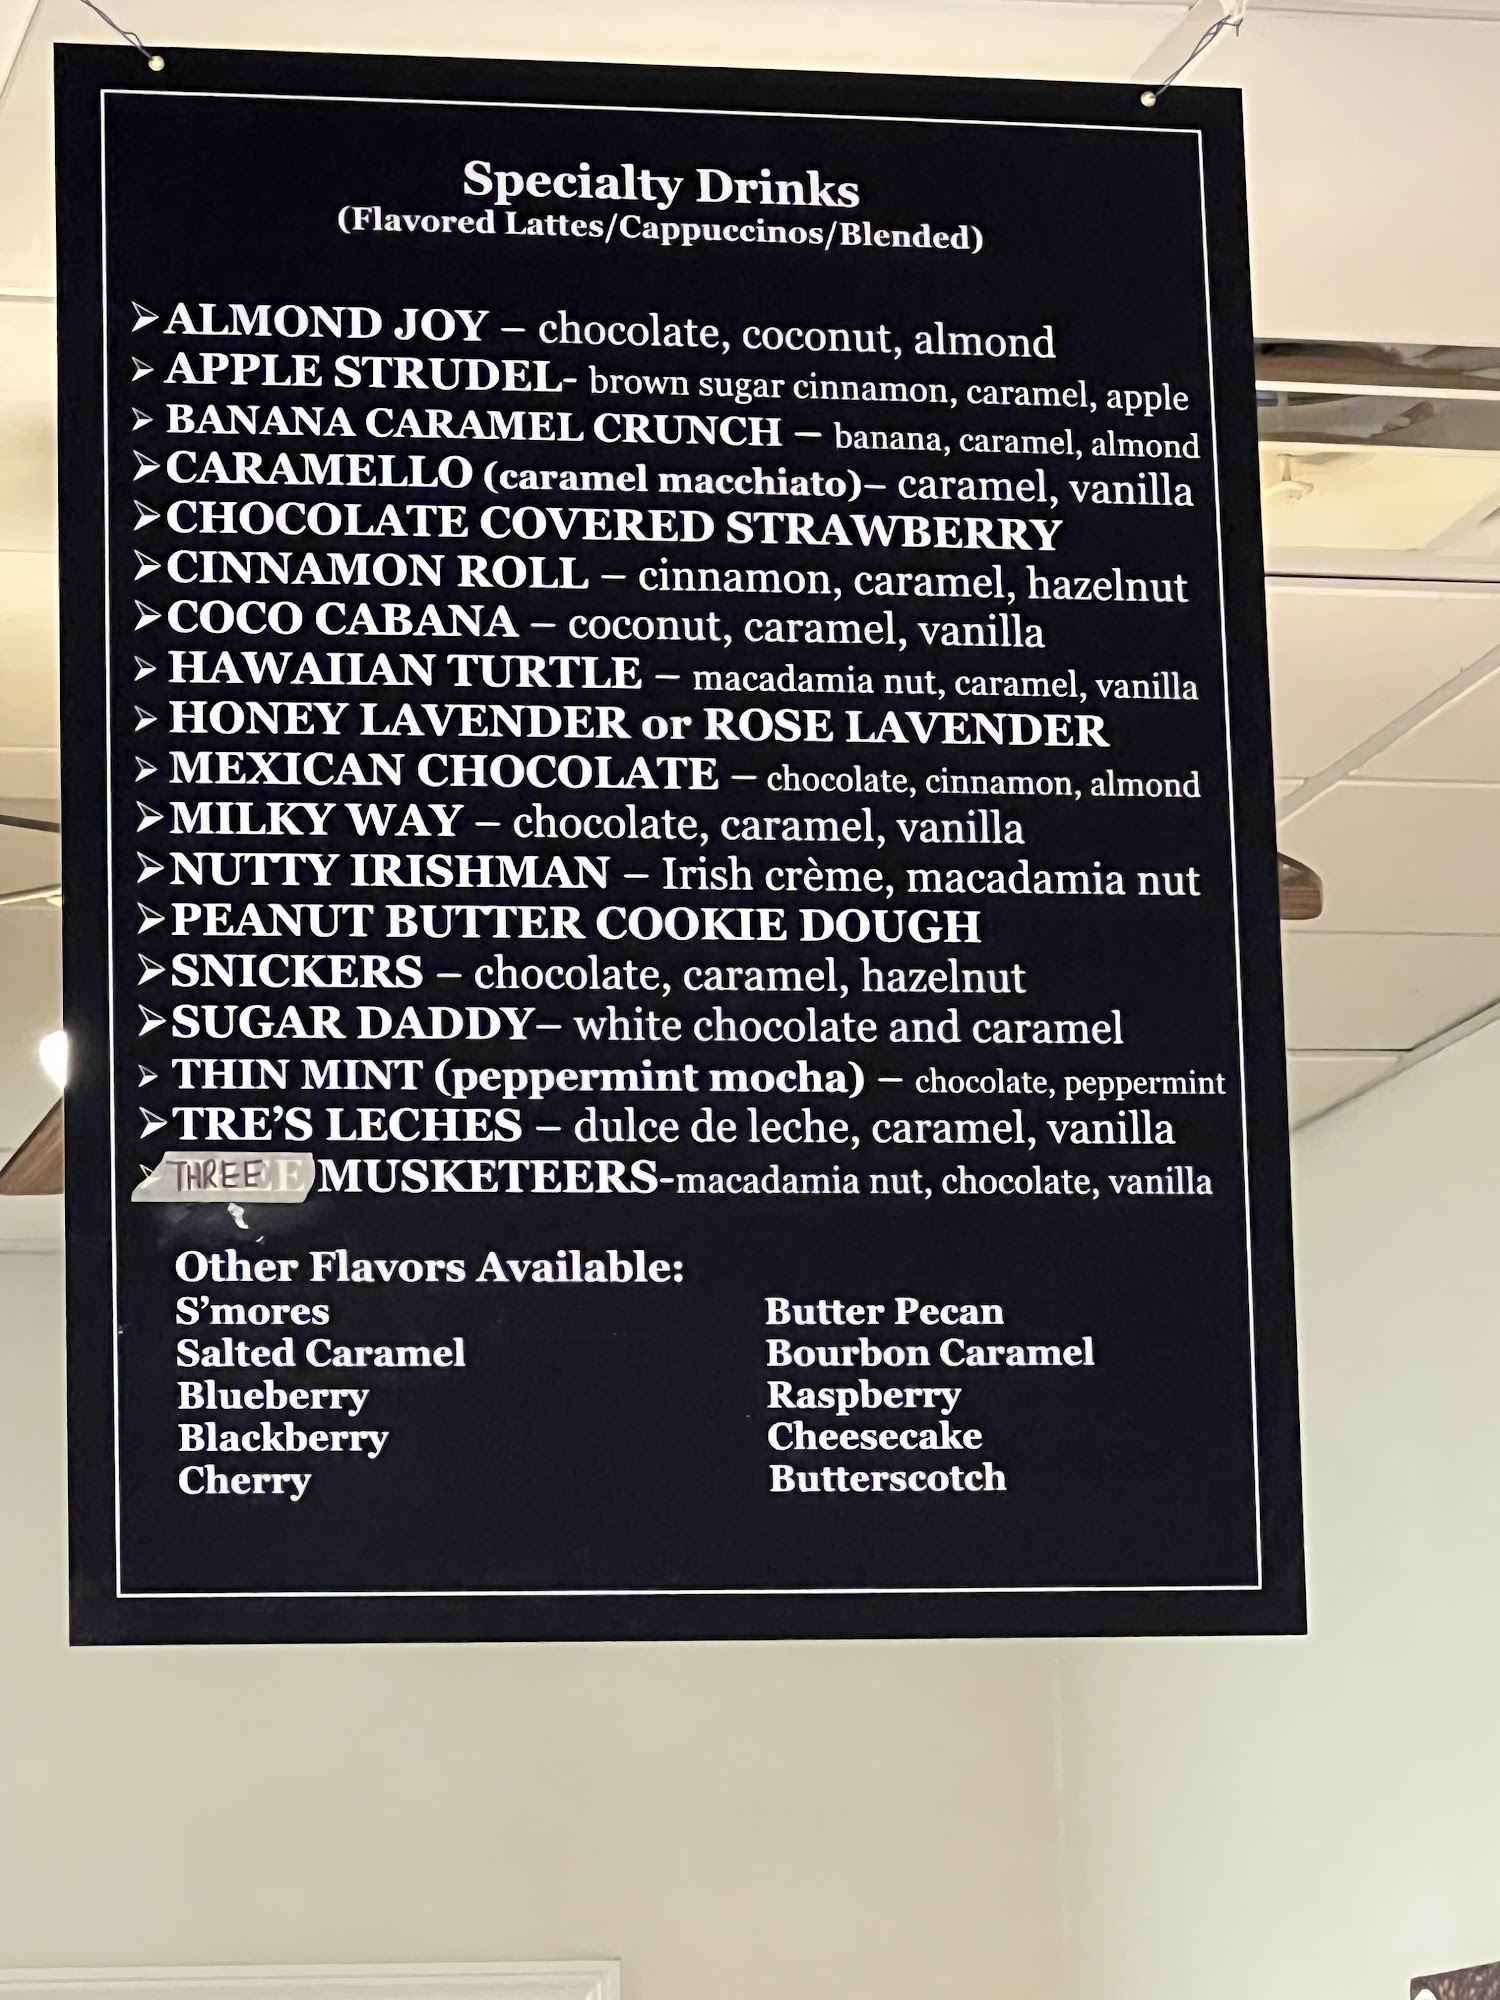 Specialty Drinks
(Flavored Lattes/Cappuccinos/Blended)
➢ALMOND JOY – chocolate, coconut, almond
➢ APPLE STRUDEL- brown sugar cinnamon, caramel, apple
➢ BANANA CARAMEL CRUNCH – banana, caramel, almond
➢CARAMELLO (caramel macchiato)– caramel, vanilla
➢CHOCOLATE COVERED STRAWBERRY
➢CINNAMON ROLL – cinnamon, caramel, hazelnut
➢COCO CABANA – coconut, caramel, vanilla
➢ HAWAIIAN TURTLE – macadamia nut, caramel, vanilla
➢ HONEY LAVENDER or ROSE LAVENDER
➢ MEXICAN CHOCOLATE – chocolate, cinnamon, almond
➢MILKY WAY – chocolate, caramel, vanilla
➢NUTTY IRISHMAN – Irish crème, macadamia nut
➢PEANUT BUTTER COOKIE DOUGH
➢SNICKERS – chocolate, caramel, hazelnut
➢SUGAR DADDY– white chocolate and caramel
➢ THIN MINT (peppermint mocha) – chocolate, peppermint
➢TRE'S LECHES – dulce de leche, caramel, vanilla
➢ THREE MUSKETEERS-macadamia nut, chocolate, vanilla
Other Flavors Available:
S'mores
Salted Caramel
Blueberry
Blackberry
Cherry
Butter Pecan
Bourbon Caramel
Raspberry
Cheesecake
Butterscotch